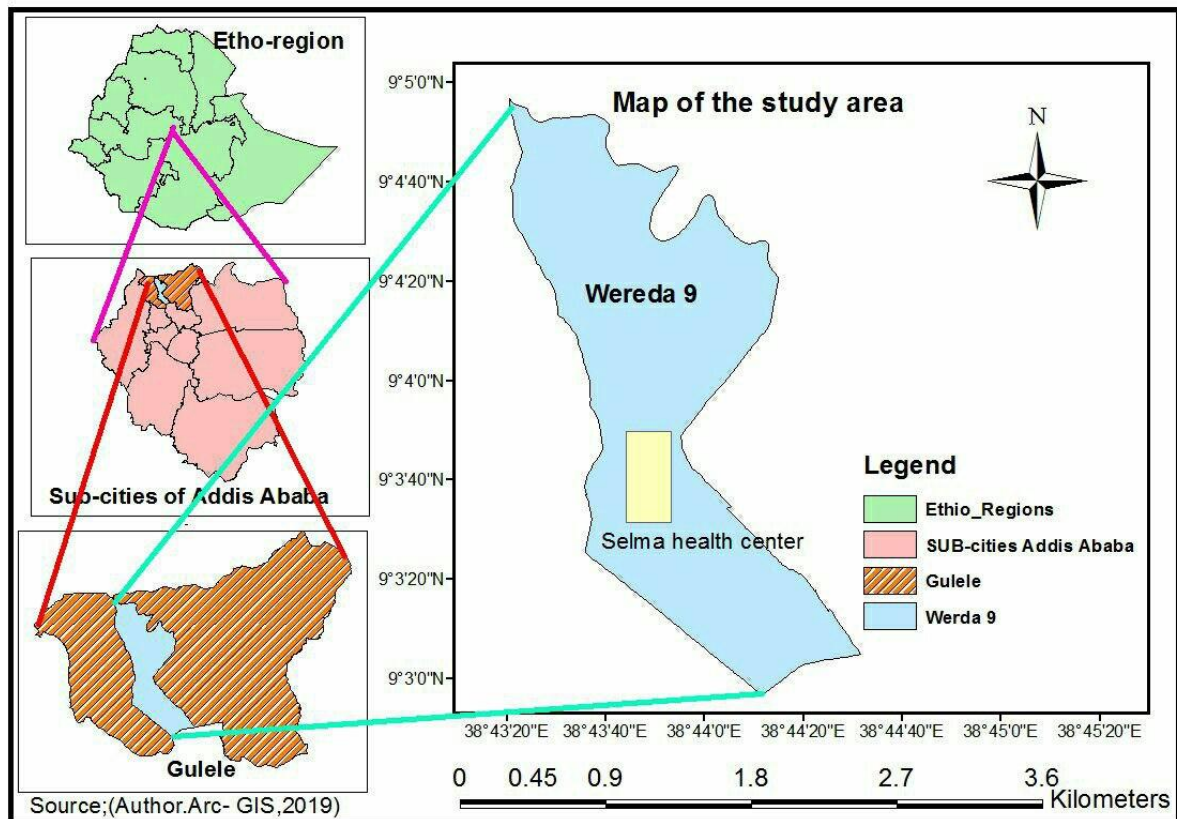 Etho-region
Sub-cities of Addis Ababa
Gulele
Source;(Author.Arc- GIS,2019)
Map of the study area
N
9°5'0"N
9°4'40"N
9°4'20"N
9°4'0"N
9°3'40"N
9°3'20"N
9°3'0"N
Wereda 9
Selma health center
Legend
Ethio_Regions
SUB-cities Addis Ababa
Gulele
Werda 9
38°43'20"E 38°43'40"E 38°44'0"E 38°44'20"E 38°44'40"E 38°45'0"E 38°45'20"E
0 0.45 0.9 1.8 2.7 3.6
Kilometers